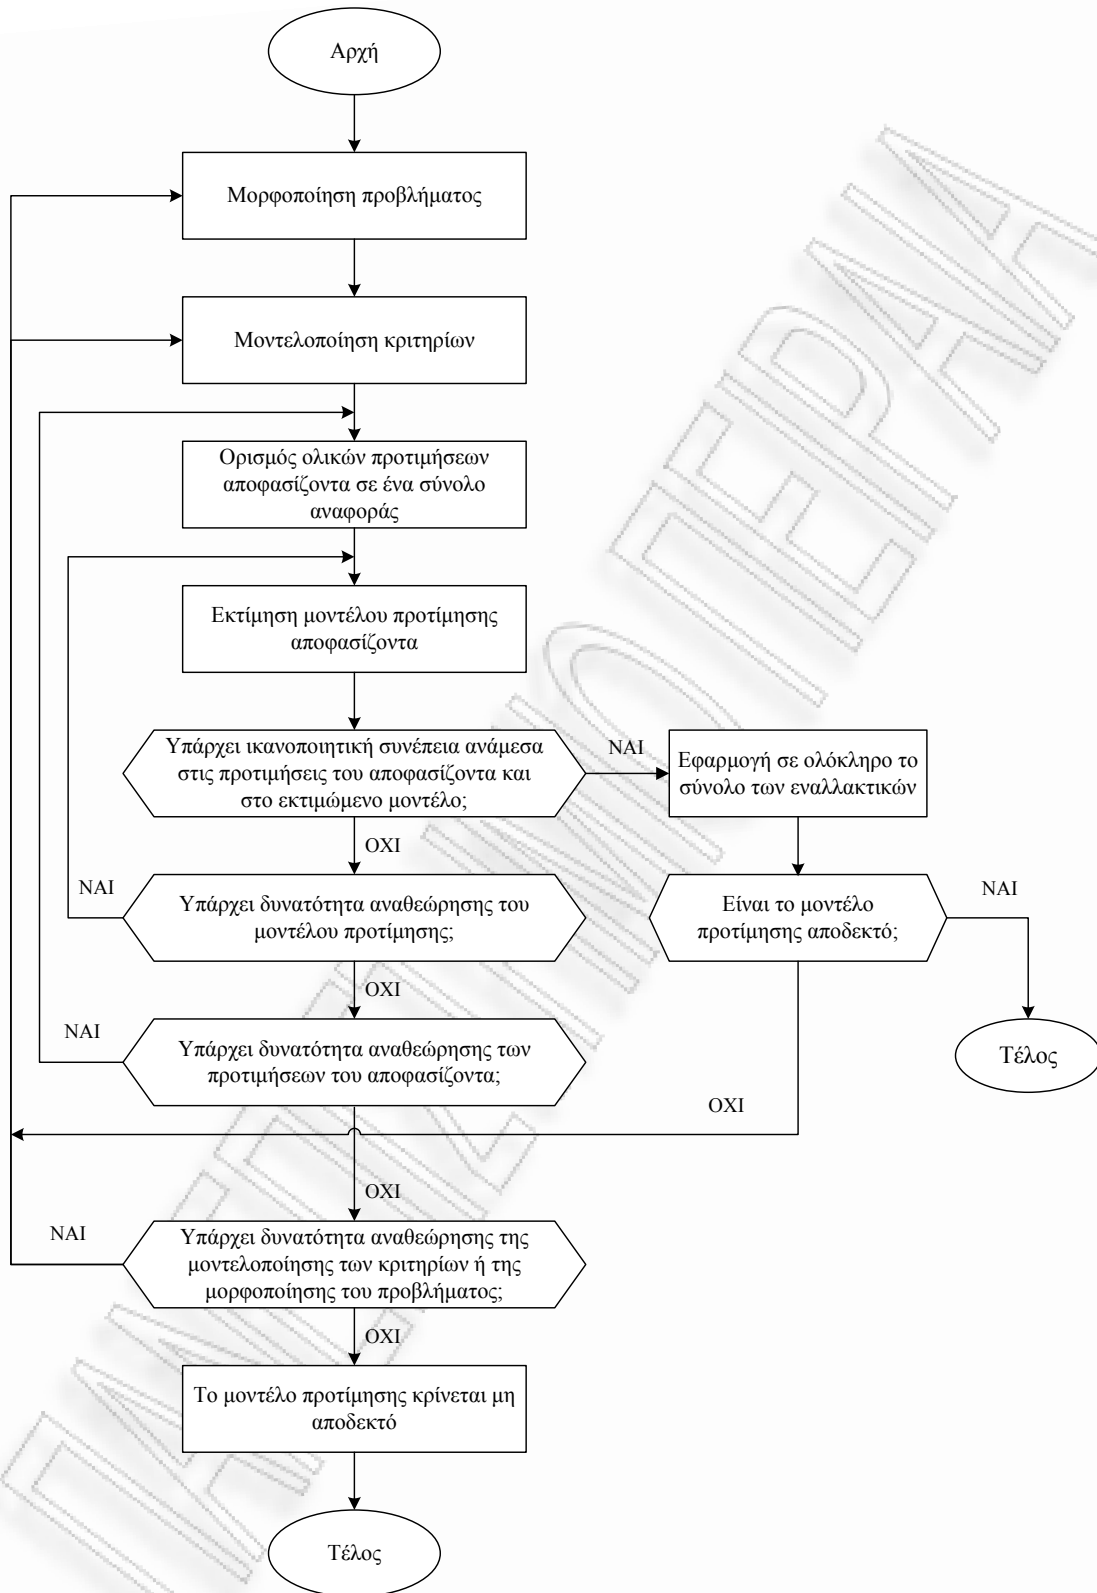 Αρχή
Μορφοποίηση προβλήματος
Μοντελοποίηση κριτηρίων
Ορισμός ολικών προτιμήσεων
αποφασίζοντα σε ένα σύνολο
αναφοράς
Εκτίμηση μοντέλου προτίμησης
αποφασίζοντα
Υπάρχει ικανοποιητική συνέπεια ανάμεσα
στις προτιμήσεις του αποφασίζοντα και
στο εκτιμώμενο μοντέλο;
ΝΑΙ
Εφαρμογή σε ολόκληρο το
σύνολο των εναλλακτικών
ΟΧΙ
ΝΑΙ
Υπάρχει δυνατότητα αναθεώρησης του
μοντέλου προτίμησης;
Είναι το μοντέλο
προτίμησης αποδεκτό;
ΝΑΙ
ΟΧΙ
ΝΑΙ
Υπάρχει δυνατότητα αναθεώρησης των
προτιμήσεων του αποφασίζοντα;
Τέλος
ΟΧΙ
ΟΧΙ
ΝΑΙ
Υπάρχει δυνατότητα αναθεώρησης της
μοντελοποίησης των κριτηρίων ή της
μορφοποίησης του προβλήματος;
ΟΧΙ
Το μοντέλο προτίμησης κρίνεται μη
αποδεκτό
Τέλος
ΠΑΝΕΠΙΣΤΗΜΙΟ ΠΕΙΡΑΙΑ